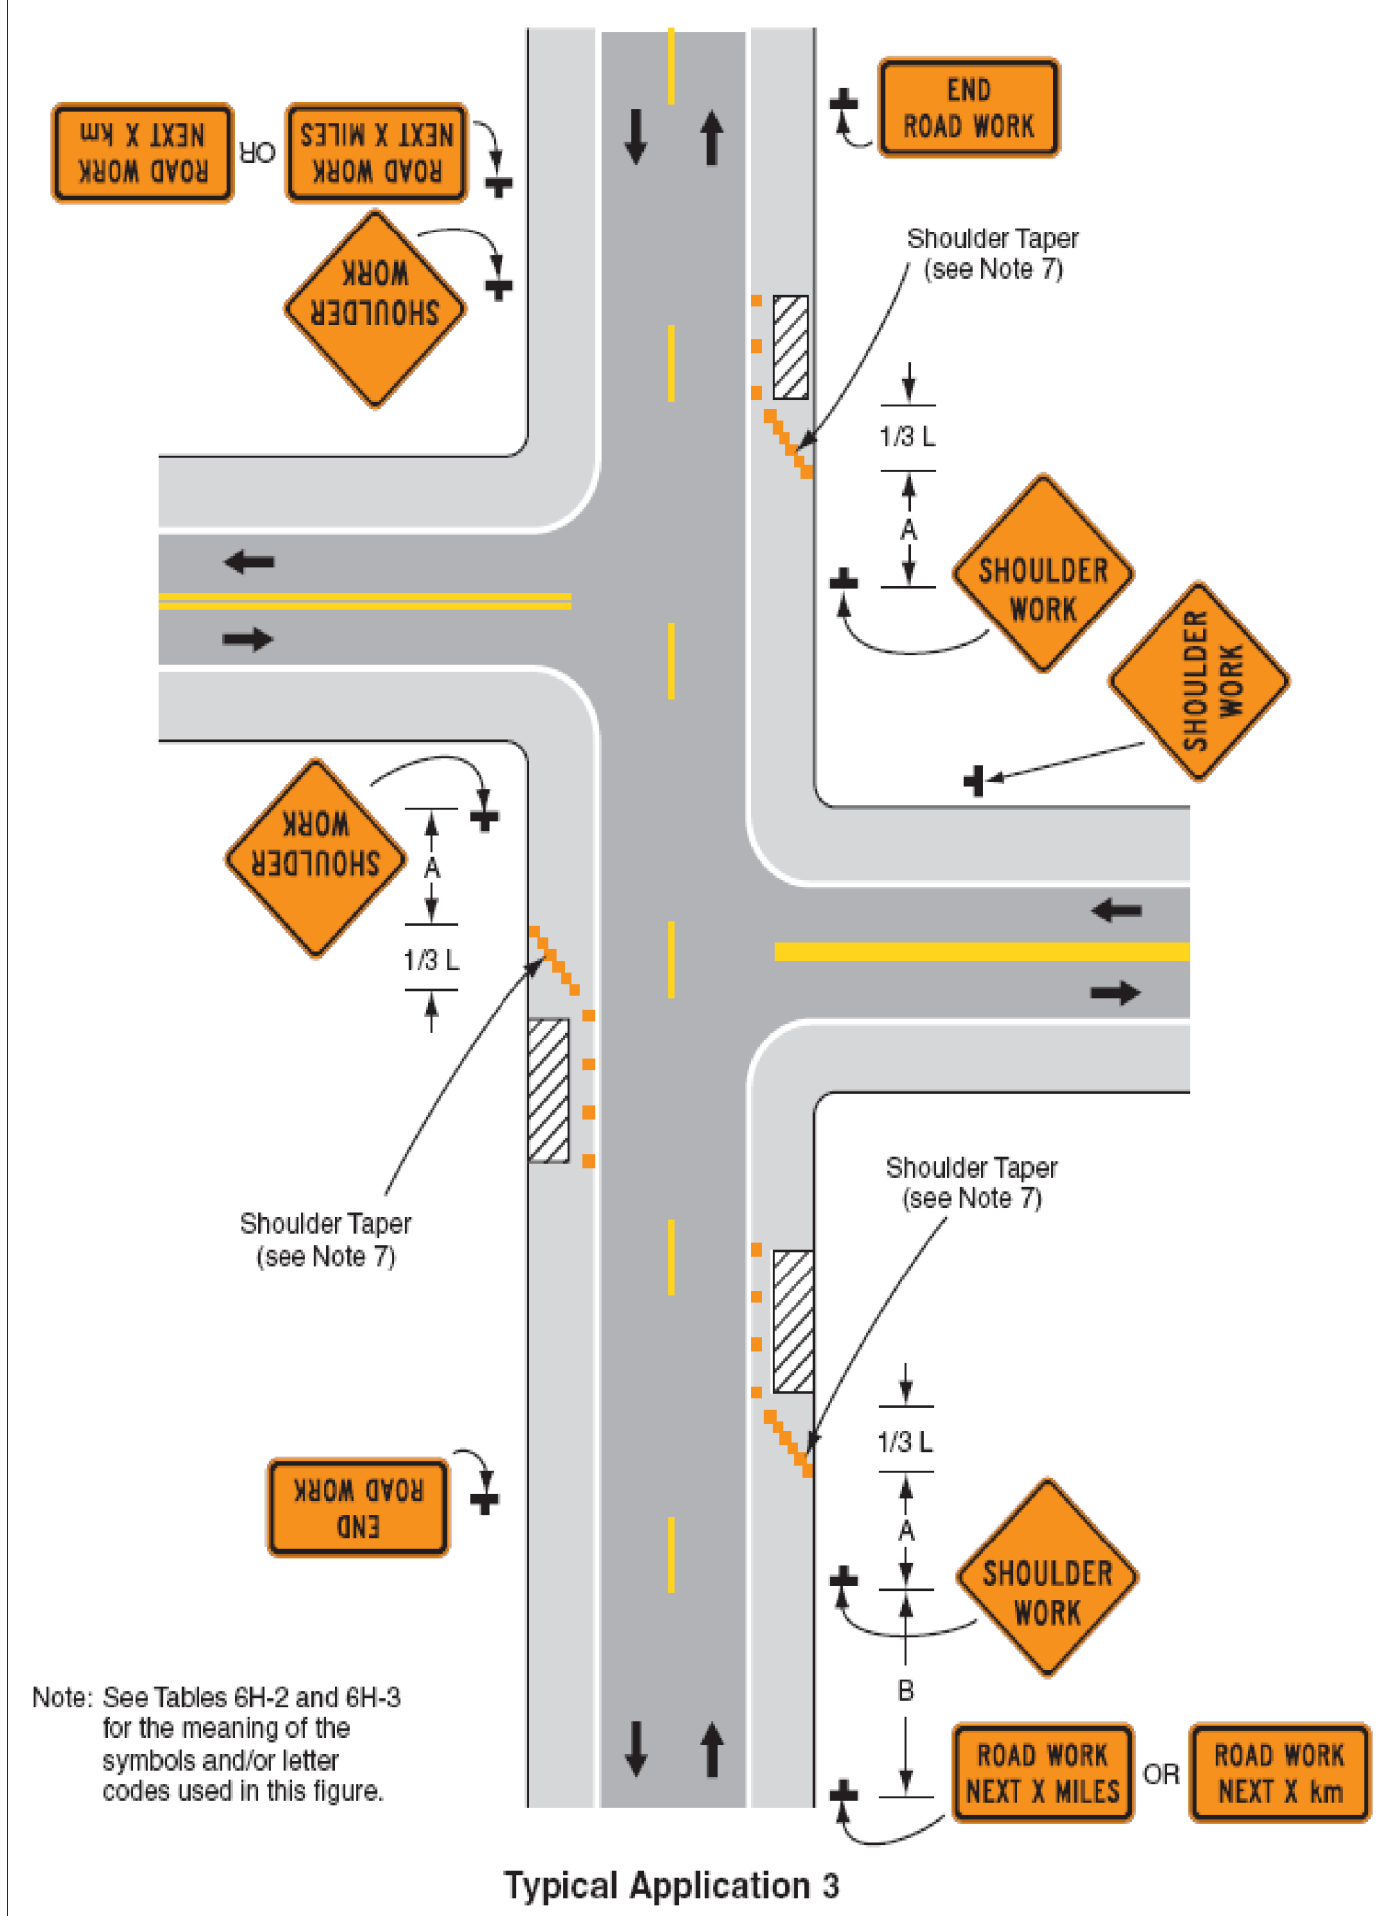 END
ROAD WORK
ROAD WORK
NEXT X km
OR
ROAD WORK
NEXT X MILES
SHOULDER
WORK
Shoulder Taper
(see Note 7)
1/3 L
A
SHOULDER
WORK
SHOULDER
WORK
SHOULDER
WORK
A
1/3 L
Shoulder Taper
(see Note 7)
Shoulder Taper
(see Note 7)
1/3 L
A
SHOULDER
WORK
END
ROAD WORK
B
Note: See Tables 6H-2 and 6H-3
for the meaning of the
symbols and/or letter
codes used in this figure.
ROAD WORK
NEXT X MILES
OR
ROAD WORK
NEXT X km
Typical Application 3